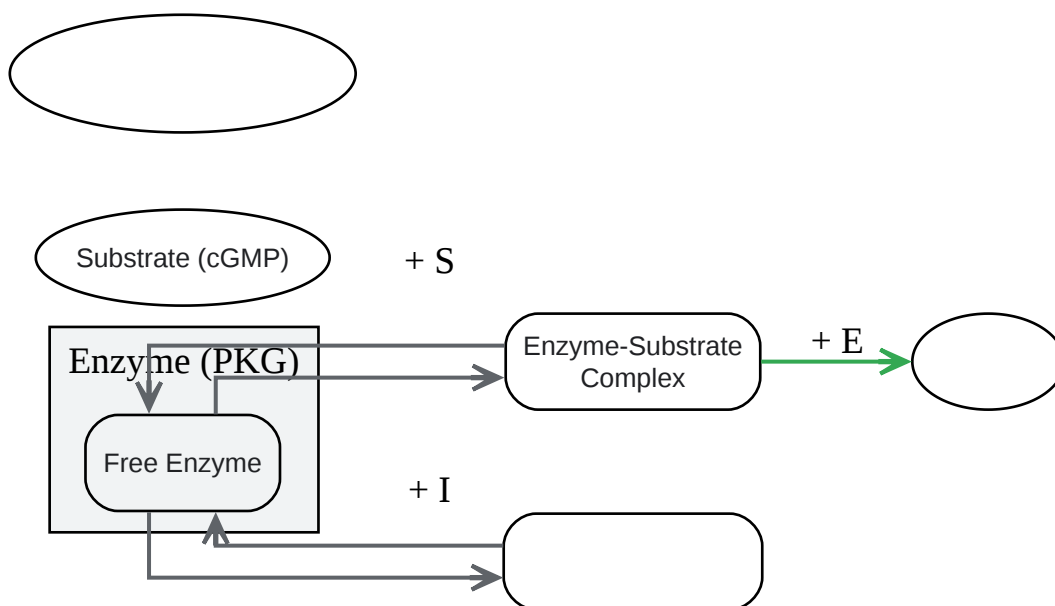 Substrate (cGMP)
+ S
Enzyme (PKG)
Enzyme-Substrate
Complex
+ E
Free Enzyme
+ I